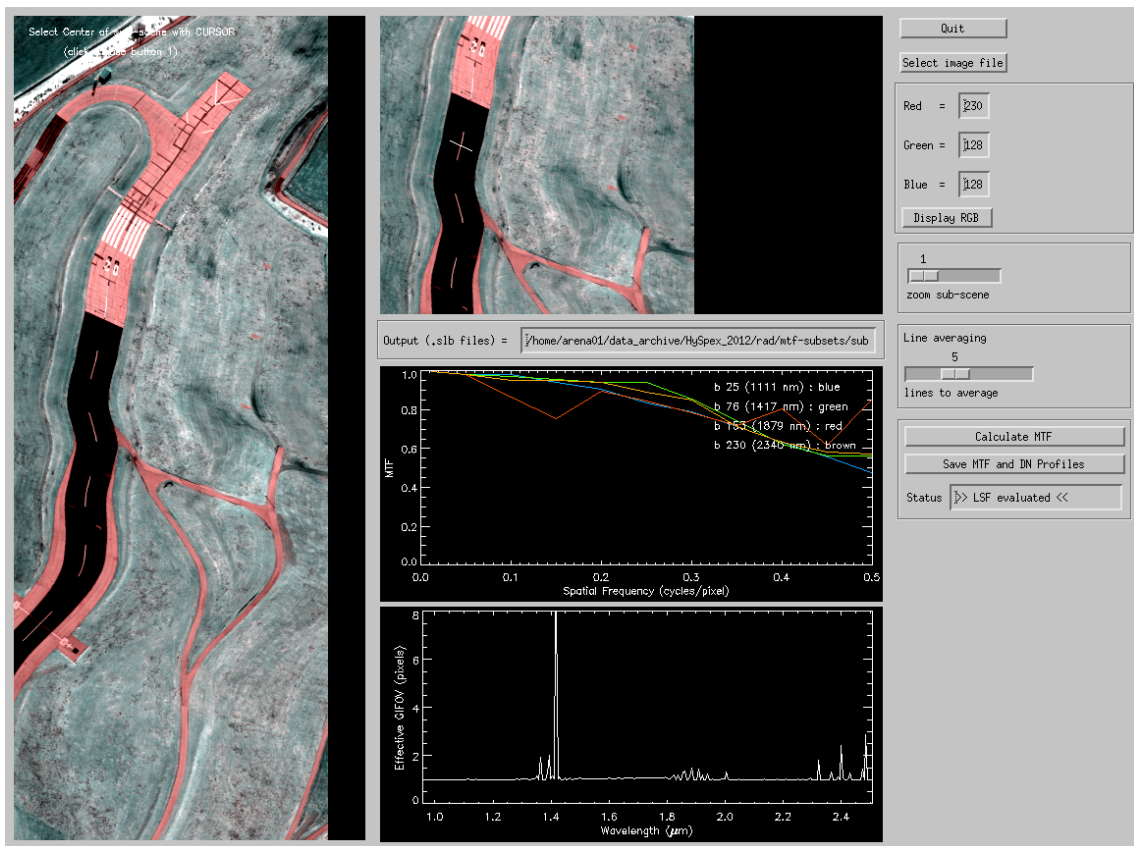 Select Center of sub-scene with CURSOR
(click mouse button 1)
20
20
Output (.slb files) = /home/arena01/data_archive/HySpex_2012/rad/mtf-subsets/sub
1.0
0.8
0.6
0.4
0.2
0.0
MTF
b 25 (1111 nm) : blue
b 76 (1417 nm) : green
b 153 (1879 nm) : red
b 230 (2340 nm) : brown
0.0 0.1 0.2 0.3 0.4 0.5
Spatial Frequency (cycles/pixel)
8
6
4
2
0
Effective GIFOV (pixels)
1.0 1.2 1.4 1.6 1.8 2.0 2.2 2.4
Wavelength (μm)
Quit
Select image file
Red = 230
Green = 128
Blue = 128
Display RGB
1
zoom sub-scene
Line averaging
5
lines to average
Calculate MTF
Save MTF and DN Profiles
Status >> LSF evaluated <<